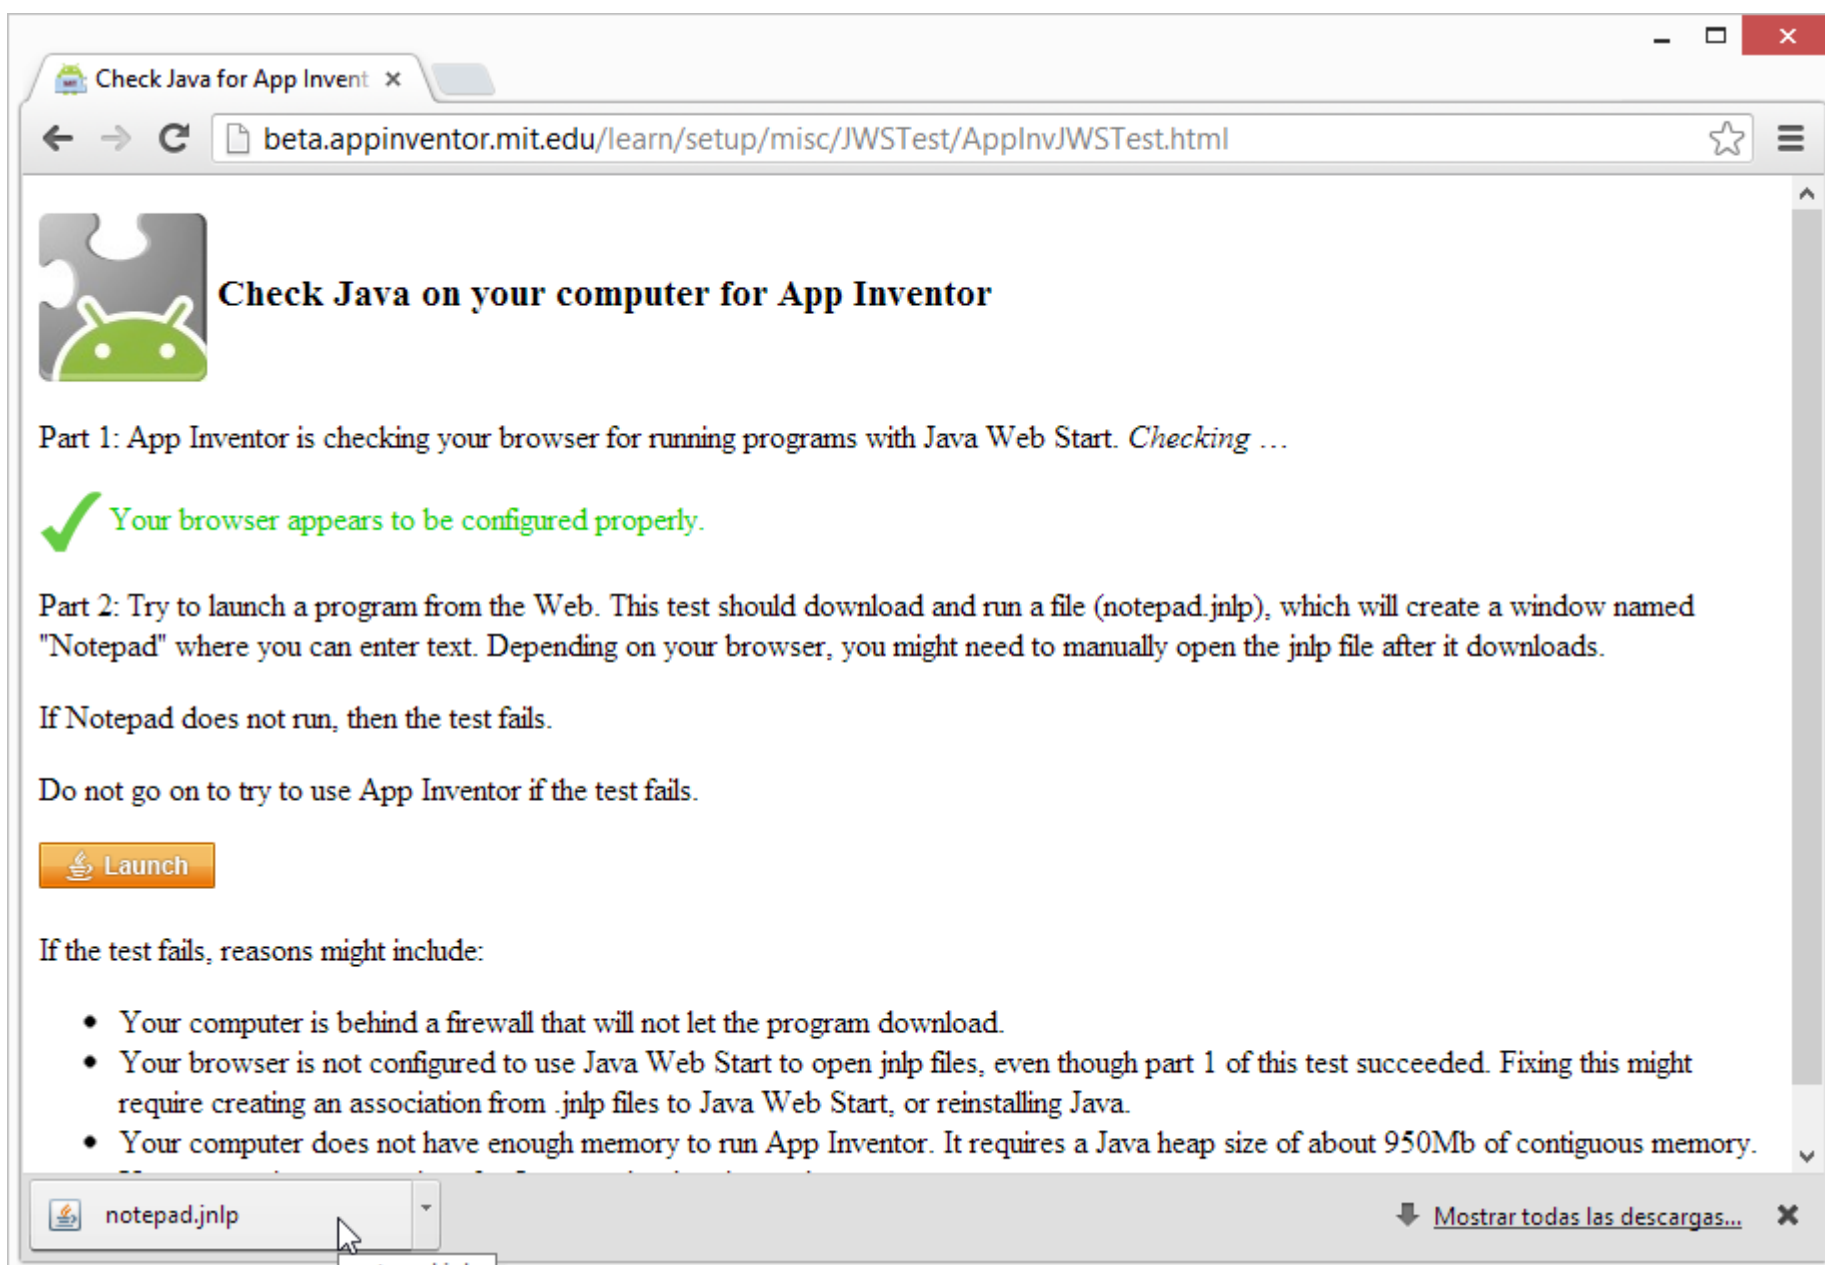 Check Java for App Invent
beta.appinventor.mit.edu/learn/setup/misc/JWSTest/AppInvJWSTest.html
Check Java on your computer for App Inventor
Part 1: App Inventor is checking your browser for running programs with Java Web Start. Checking …
Your browser appears to be configured properly.
Part 2: Try to launch a program from the Web. This test should download and run a file (notepad.jnlp), which will create a window named
"Notepad" where you can enter text. Depending on your browser, you might need to manually open the jnlp file after it downloads.
If Notepad does not run, then the test fails.
Do not go on to try to use App Inventor if the test fails.
Launch
If the test fails, reasons might include:
Your computer is behind a firewall that will not let the program download.
Your browser is not configured to use Java Web Start to open jnlp files, even though part 1 of this test succeeded. Fixing this might
require creating an association from .jnlp files to Java Web Start, or reinstalling Java.
Your computer does not have enough memory to run App Inventor. It requires a Java heap size of about 950Mb of contiguous memory.
notepad.jnlp
Mostrar todas las descargas...